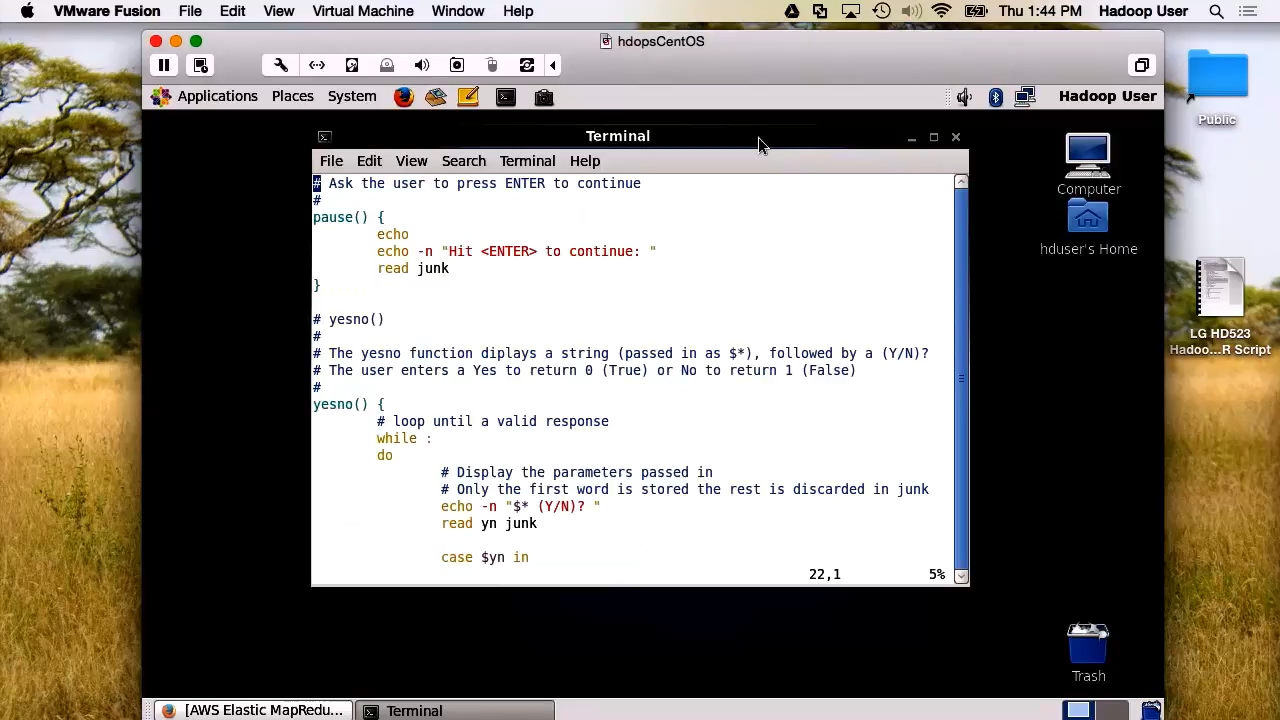 VMware Fusion File Edit View Virtual Machine Window Help Thu 1:44 PM Hadoop User
hdopsCentOS
Applications Places System Hadoop User
Public
Terminal
File Edit View Search Terminal Help
# Ask the user to press ENTER to continue
#
pause() {
echo
echo -n "Hit <ENTER> to continue: "
read junk
}
# yesno()
#
# The yesno function diplays a string (passed in as $*), followed by a (Y/N)?
# The user enters a Yes to return 0 (True) or No to return 1 (False)
#
yesno() {
# loop until a valid response
while :
do
# Display the parameters passed in
# Only the first word is stored the rest is discarded in junk
echo -n "$* (Y/N)? "
read yn junk
case $yn in
22,1 5%
Computer
hduser's Home
LG HD523
Hadoo...R Script
Trash
[AWS Elastic MapRedu... Terminal